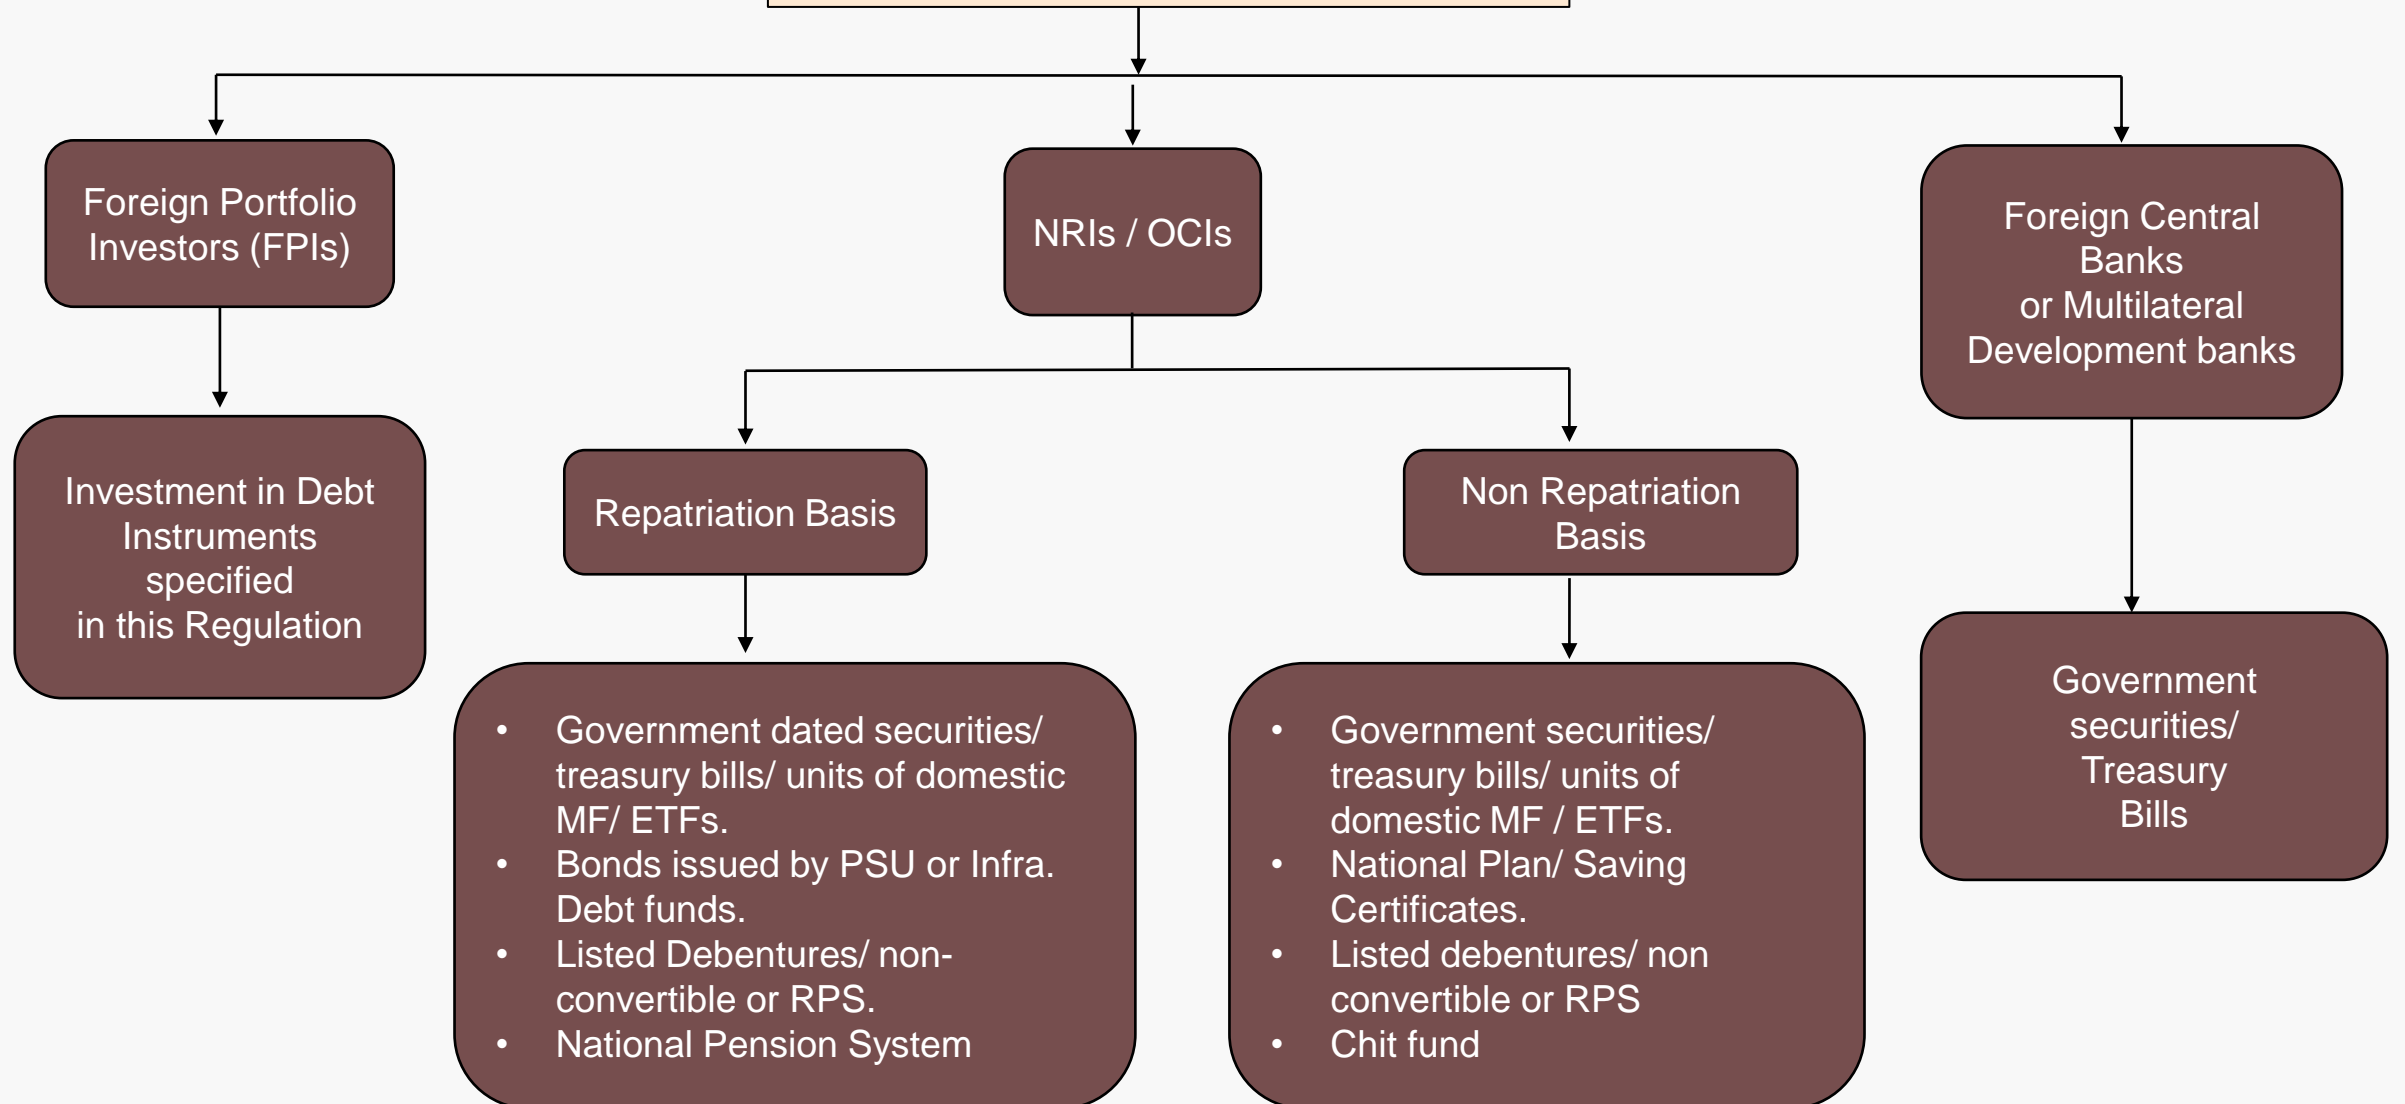 Foreign Portfolio
Investors (FPIs)
NRIs / OCIs
Foreign Central
Banks
or Multilateral
Development banks
Investment in Debt
Instruments
specified
in this Regulation
Repatriation Basis
Non Repatriation
Basis
• Government dated securities/
treasury bills/ units of domestic
MF/ ETFs.
• Bonds issued by PSU or Infra.
Debt funds.
• Listed Debentures/ non-
convertible or RPS.
• National Pension System
• Government securities/
treasury bills/ units of
domestic MF / ETFs.
• National Plan/ Saving
Certificates.
• Listed debentures/ non
convertible or RPS
• Chit fund
Government
securities/
Treasury
Bills